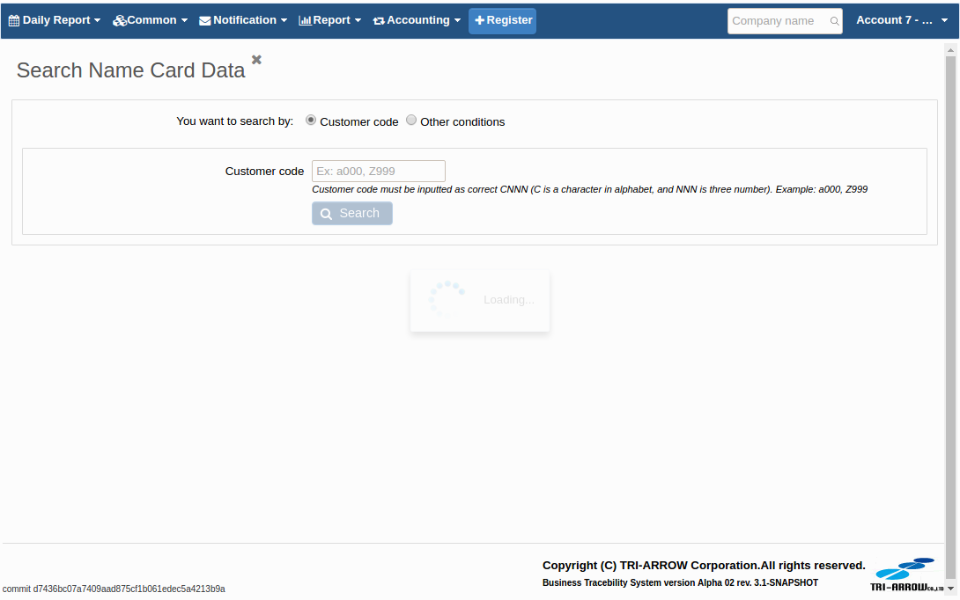 Daily Report Common Notification Report Accounting Register Company name Account 7 - ...
Search Name Card Data
You want to search by: Customer code Other conditions
Customer code Ex: a000, Z999
Customer code must be inputted as correct CNNN (C is a character in alphabet, and NNN is three number). Example: a000, Z999
Search
Loading...
Copyright (C) TRI-ARROW Corporation.All rights reserved.
Business Tracebility System version Alpha 02 rev. 3.1-SNAPSHOT
TRI-ARROW CO.,LTD
commit d7436bc07a7409aad875cf1b061edec5a4213b9a